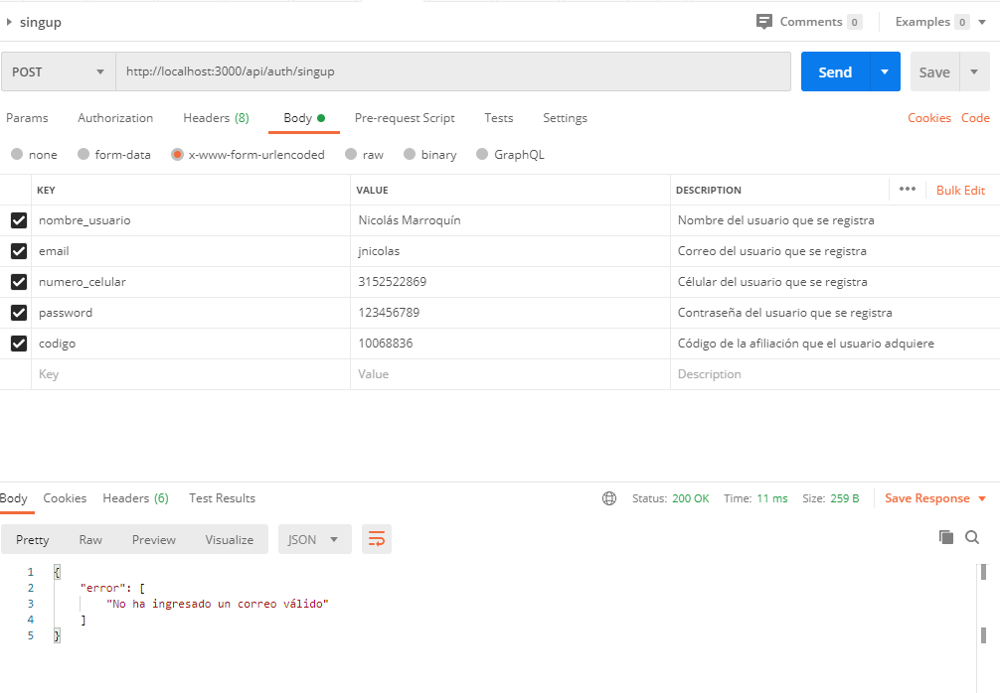 singup Comments 0 Examples 0
POST http://localhost:3000/api/auth/singup Send Save
Params Authorization Headers (8) Body Pre-request Script Tests Settings Cookies Code
none form-data x-www-form-urlencoded raw binary GraphQL
KEY VALUE DESCRIPTION ••• Bulk Edit
nombre_usuario Nicolás Marroquín Nombre del usuario que se registra
email jnicolas Correo del usuario que se registra
numero_celular 3152522869 Célular del usuario que se registra
password 123456789 Contraseña del usuario que se registra
codigo 10068836 Código de la afiliación que el usuario adquiere
Key Value Description
Body Cookies Headers (6) Test Results Status: 200 OK Time: 11 ms Size: 259 B Save Response
Pretty Raw Preview Visualize JSON
1 {
2 "error": [
3 "No ha ingresado un correo válido"
4 ]
5 }